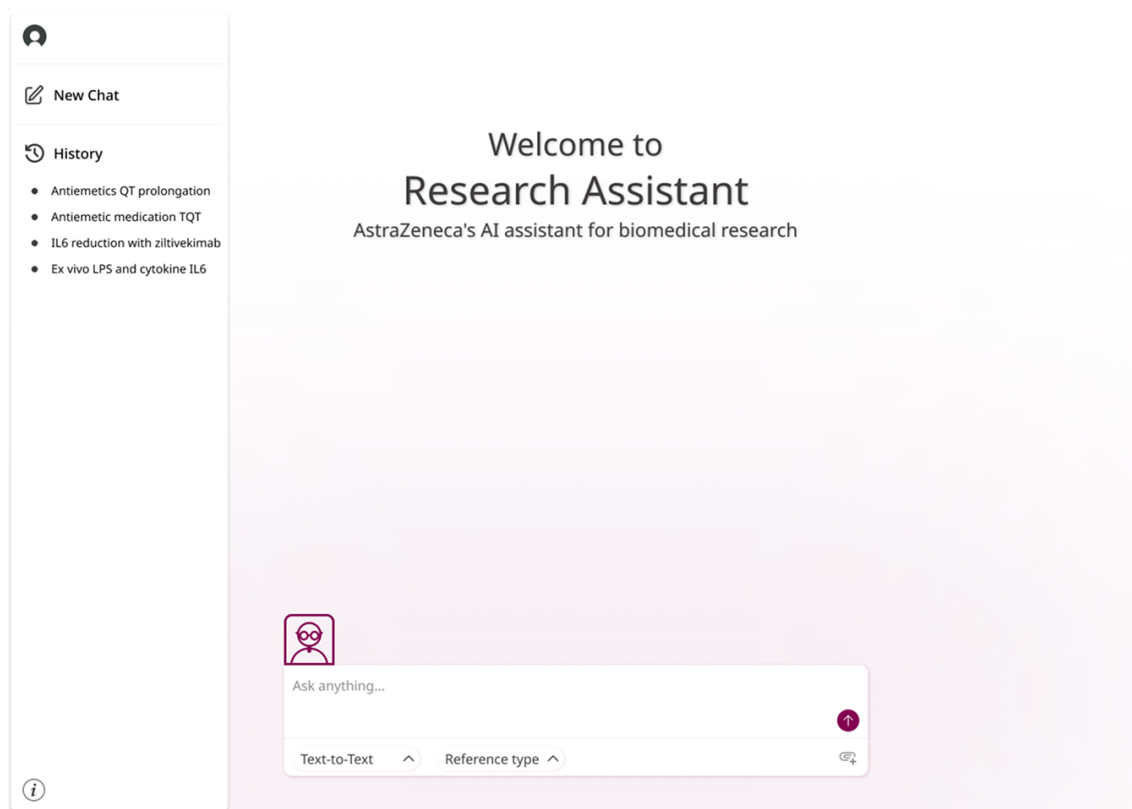 New Chat
History
Antiemetics QT prolongation
Antiemetic medication TQT
IL6 reduction with ziltivekimab
Ex vivo LPS and cytokine IL6
Welcome to
Research Assistant
AstraZeneca's AI assistant for biomedical research
Ask anything...
Text-to-Text
Reference type
i